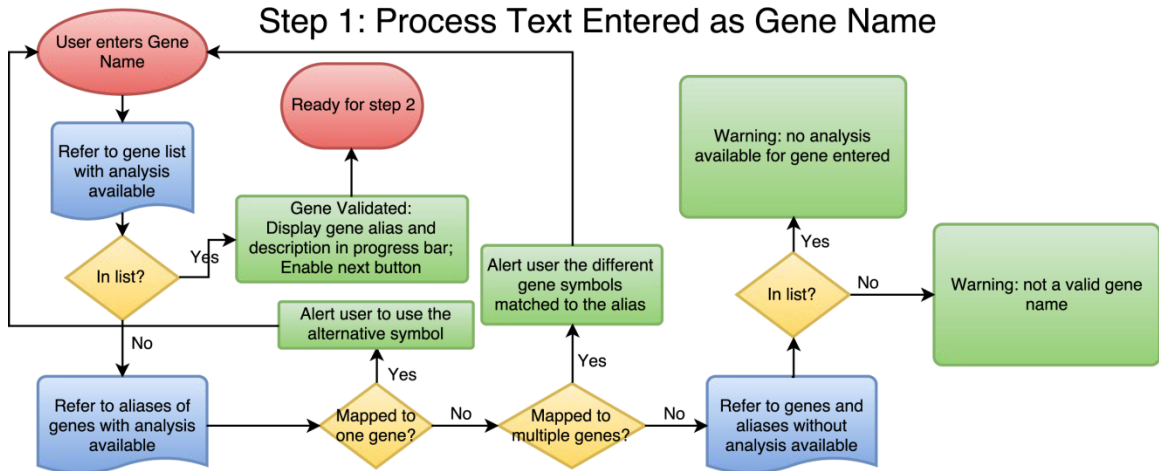 Step 1: Process Text Entered as Gene Name
User enters Gene
Name
Refer to gene list
with analysis
available
In list?
Yes
Gene Validated:
Display gene alias and
description in progress bar;
Enable next button
Ready for step 2
No
Refer to aliases of
genes with analysis
available
Mapped to
one gene?
Yes
Alert user to use the
alternative symbol
No
Mapped to
multiple genes?
Yes
Alert user the different
gene symbols
matched to the alias
No
Refer to genes and
aliases without
analysis available
In list?
Yes
Warning: no analysis
available for gene entered
No
Warning: not a valid gene
name